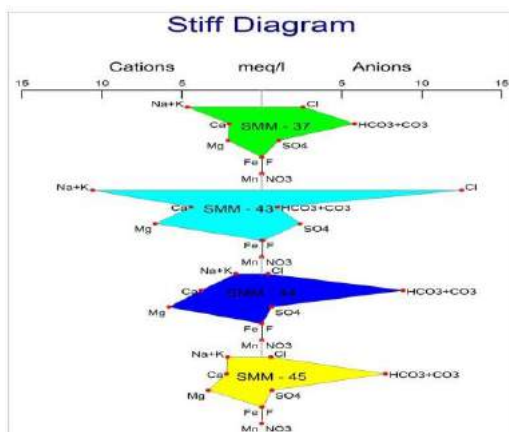 Stiff Diagram
Cations meq/l Anions
15 10 5 5 10 15
Na+K Cl
Ca SMM - 37 HCO3+CO3
Mg SO4
Fe F
Mn NO3
Na+K Cl
Ca SMM - 43 HCO3+CO3
Mg SO4
Fe F
Mn NO3
Na+K Cl
Ca HCO3+CO3
Mg SO4
Fe F
Mn NO3
Na+K Cl
Ca SMM - 45 HCO3+CO3
Mg SO4
Fe F
Mn NO3